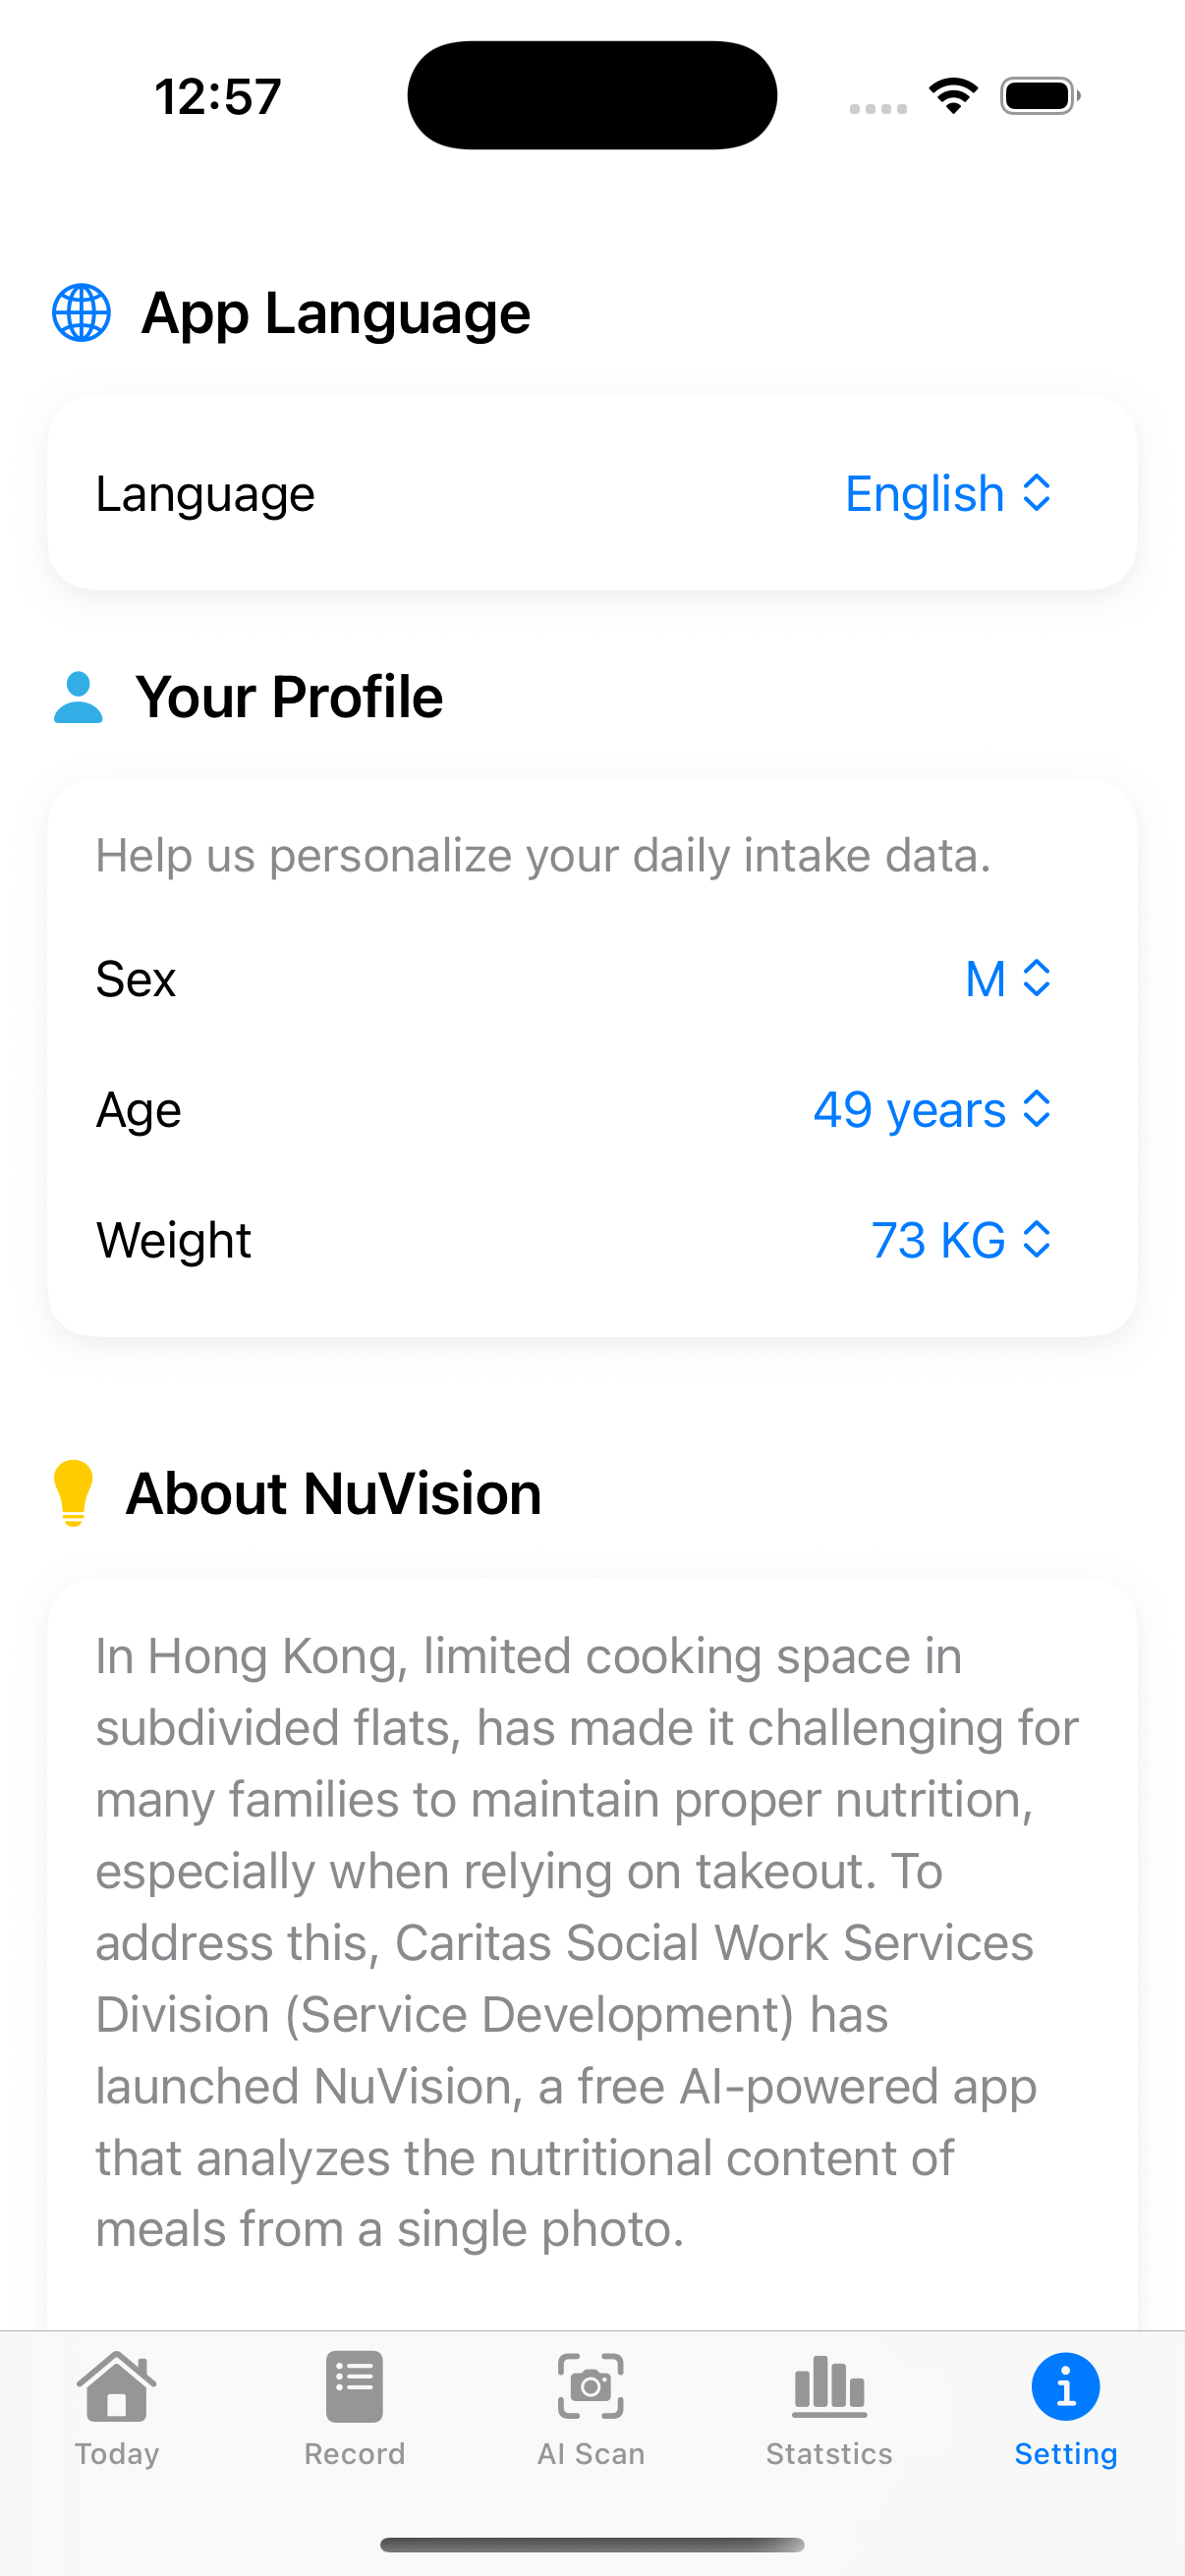 12:57
App Language
Language English
Your Profile
Help us personalize your daily intake data.
Sex M
Age 49 years
Weight 73 KG
About NuVision
In Hong Kong, limited cooking space in
subdivided flats, has made it challenging for
many families to maintain proper nutrition,
especially when relying on takeout. To
address this, Caritas Social Work Services
Division (Service Development) has
launched NuVision, a free AI-powered app
that analyzes the nutritional content of
meals from a single photo.
Today Record AI Scan Statstics Setting